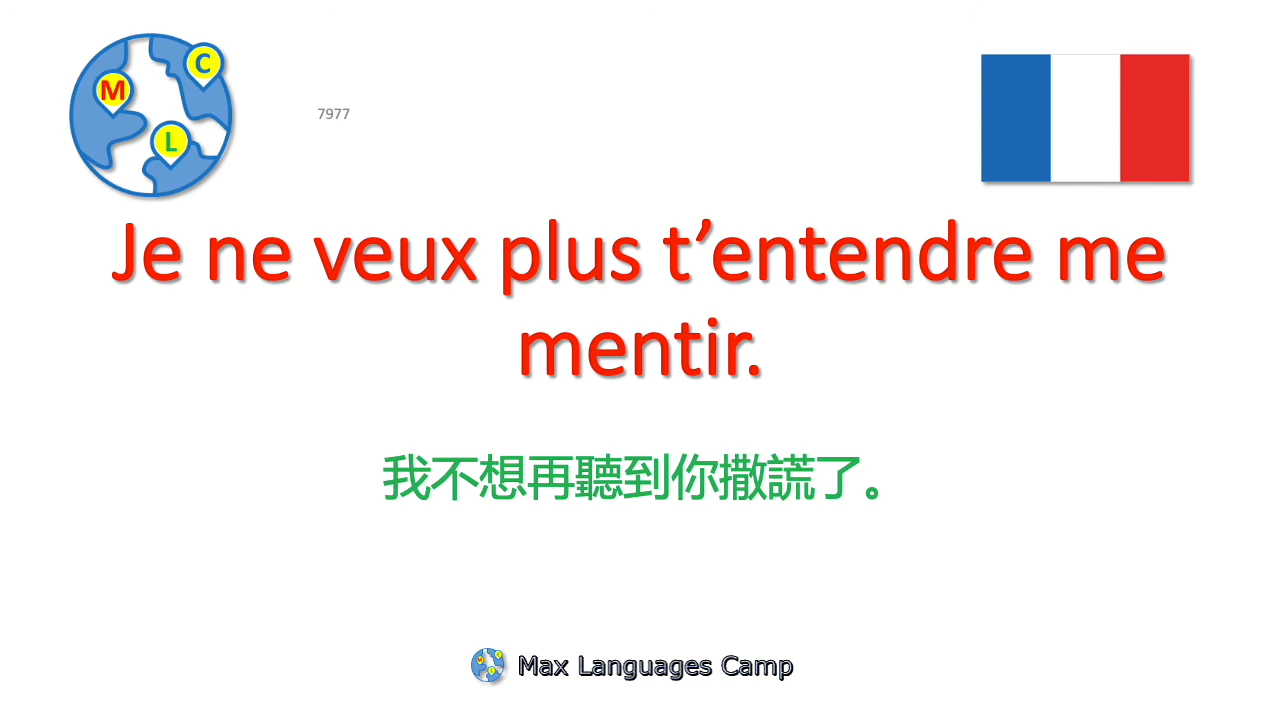 C
M
L
7977
Je ne veux plus t’entendre me
mentir.
我不想再聽到你撒謊了。
Max Languages Camp